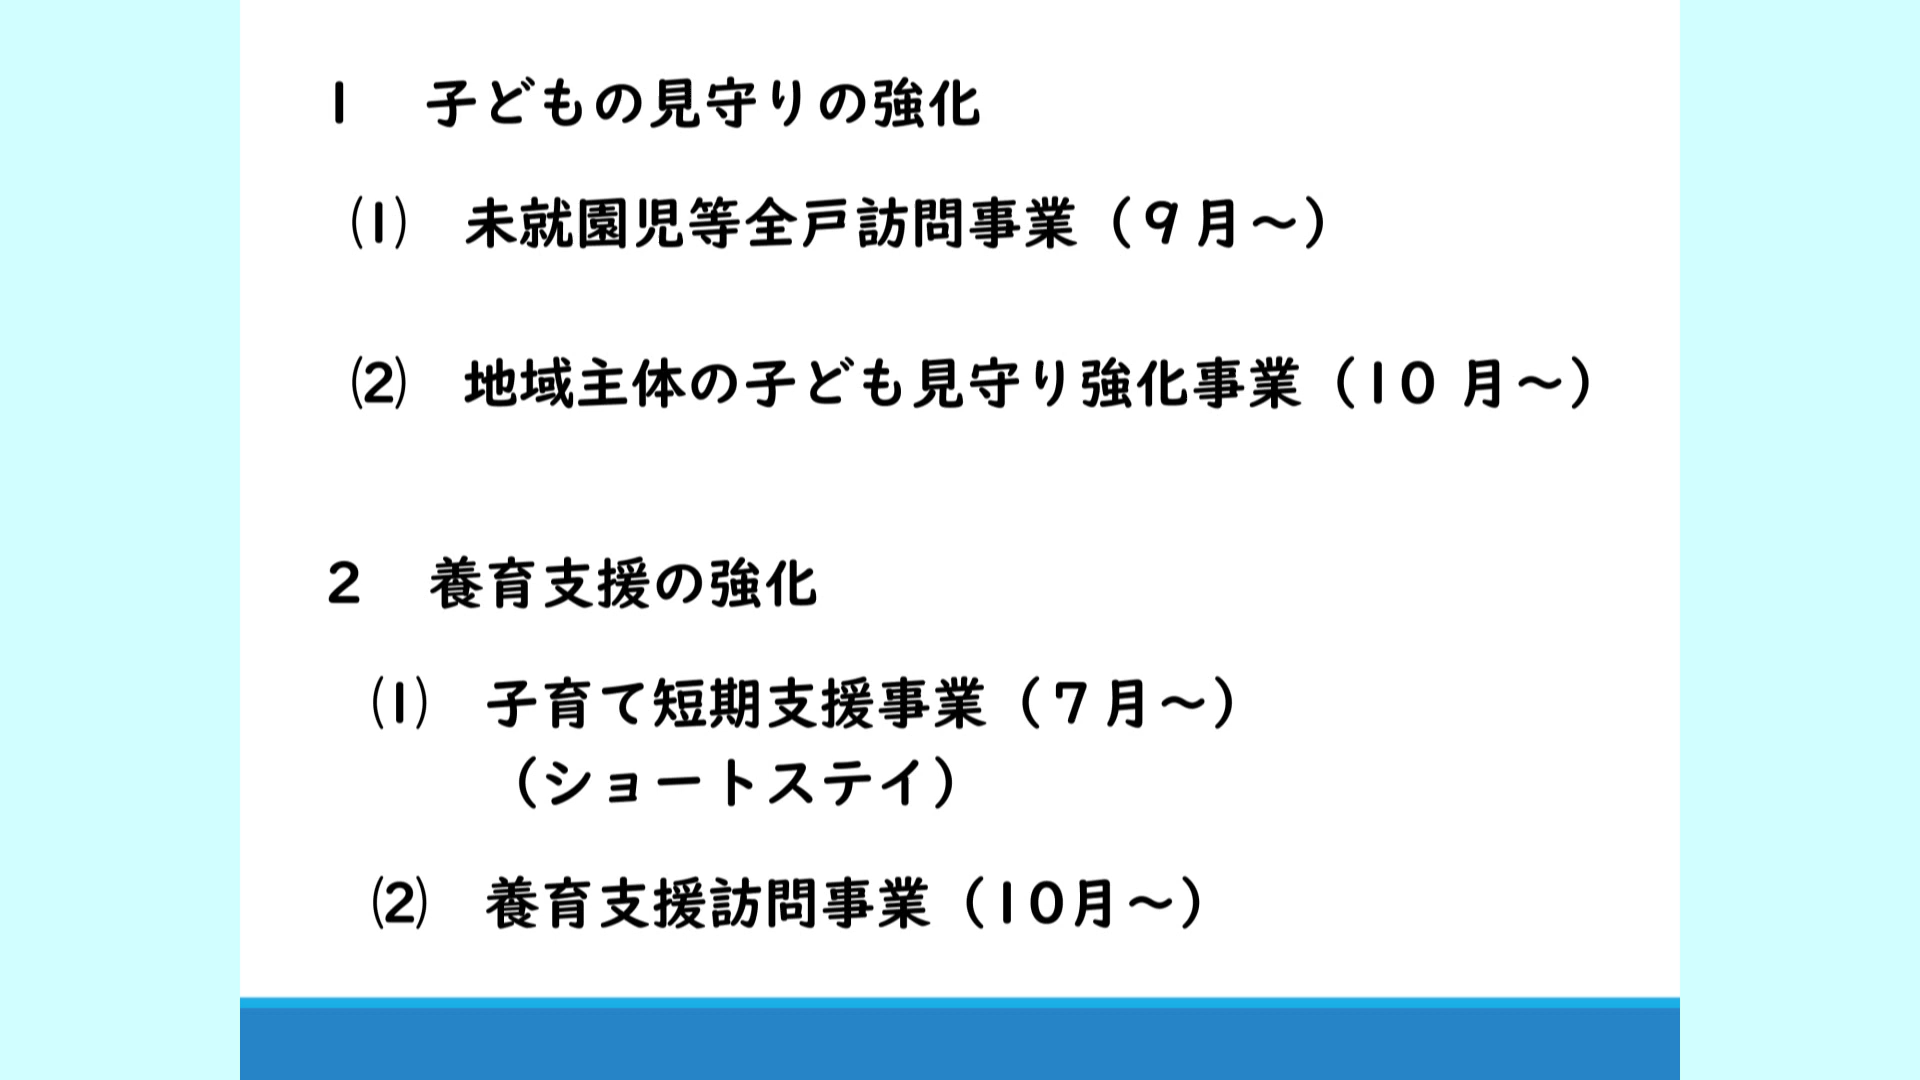 1　子どもの見守りの強化
⑴　未就園児等全戸訪問事業（９月～）
⑵　地域主体の子ども見守り強化事業（10 月～）
2　養育支援の強化
⑴　子育て短期支援事業（７月～）
（ショートステイ）
⑵　養育支援訪問事業（10月～）